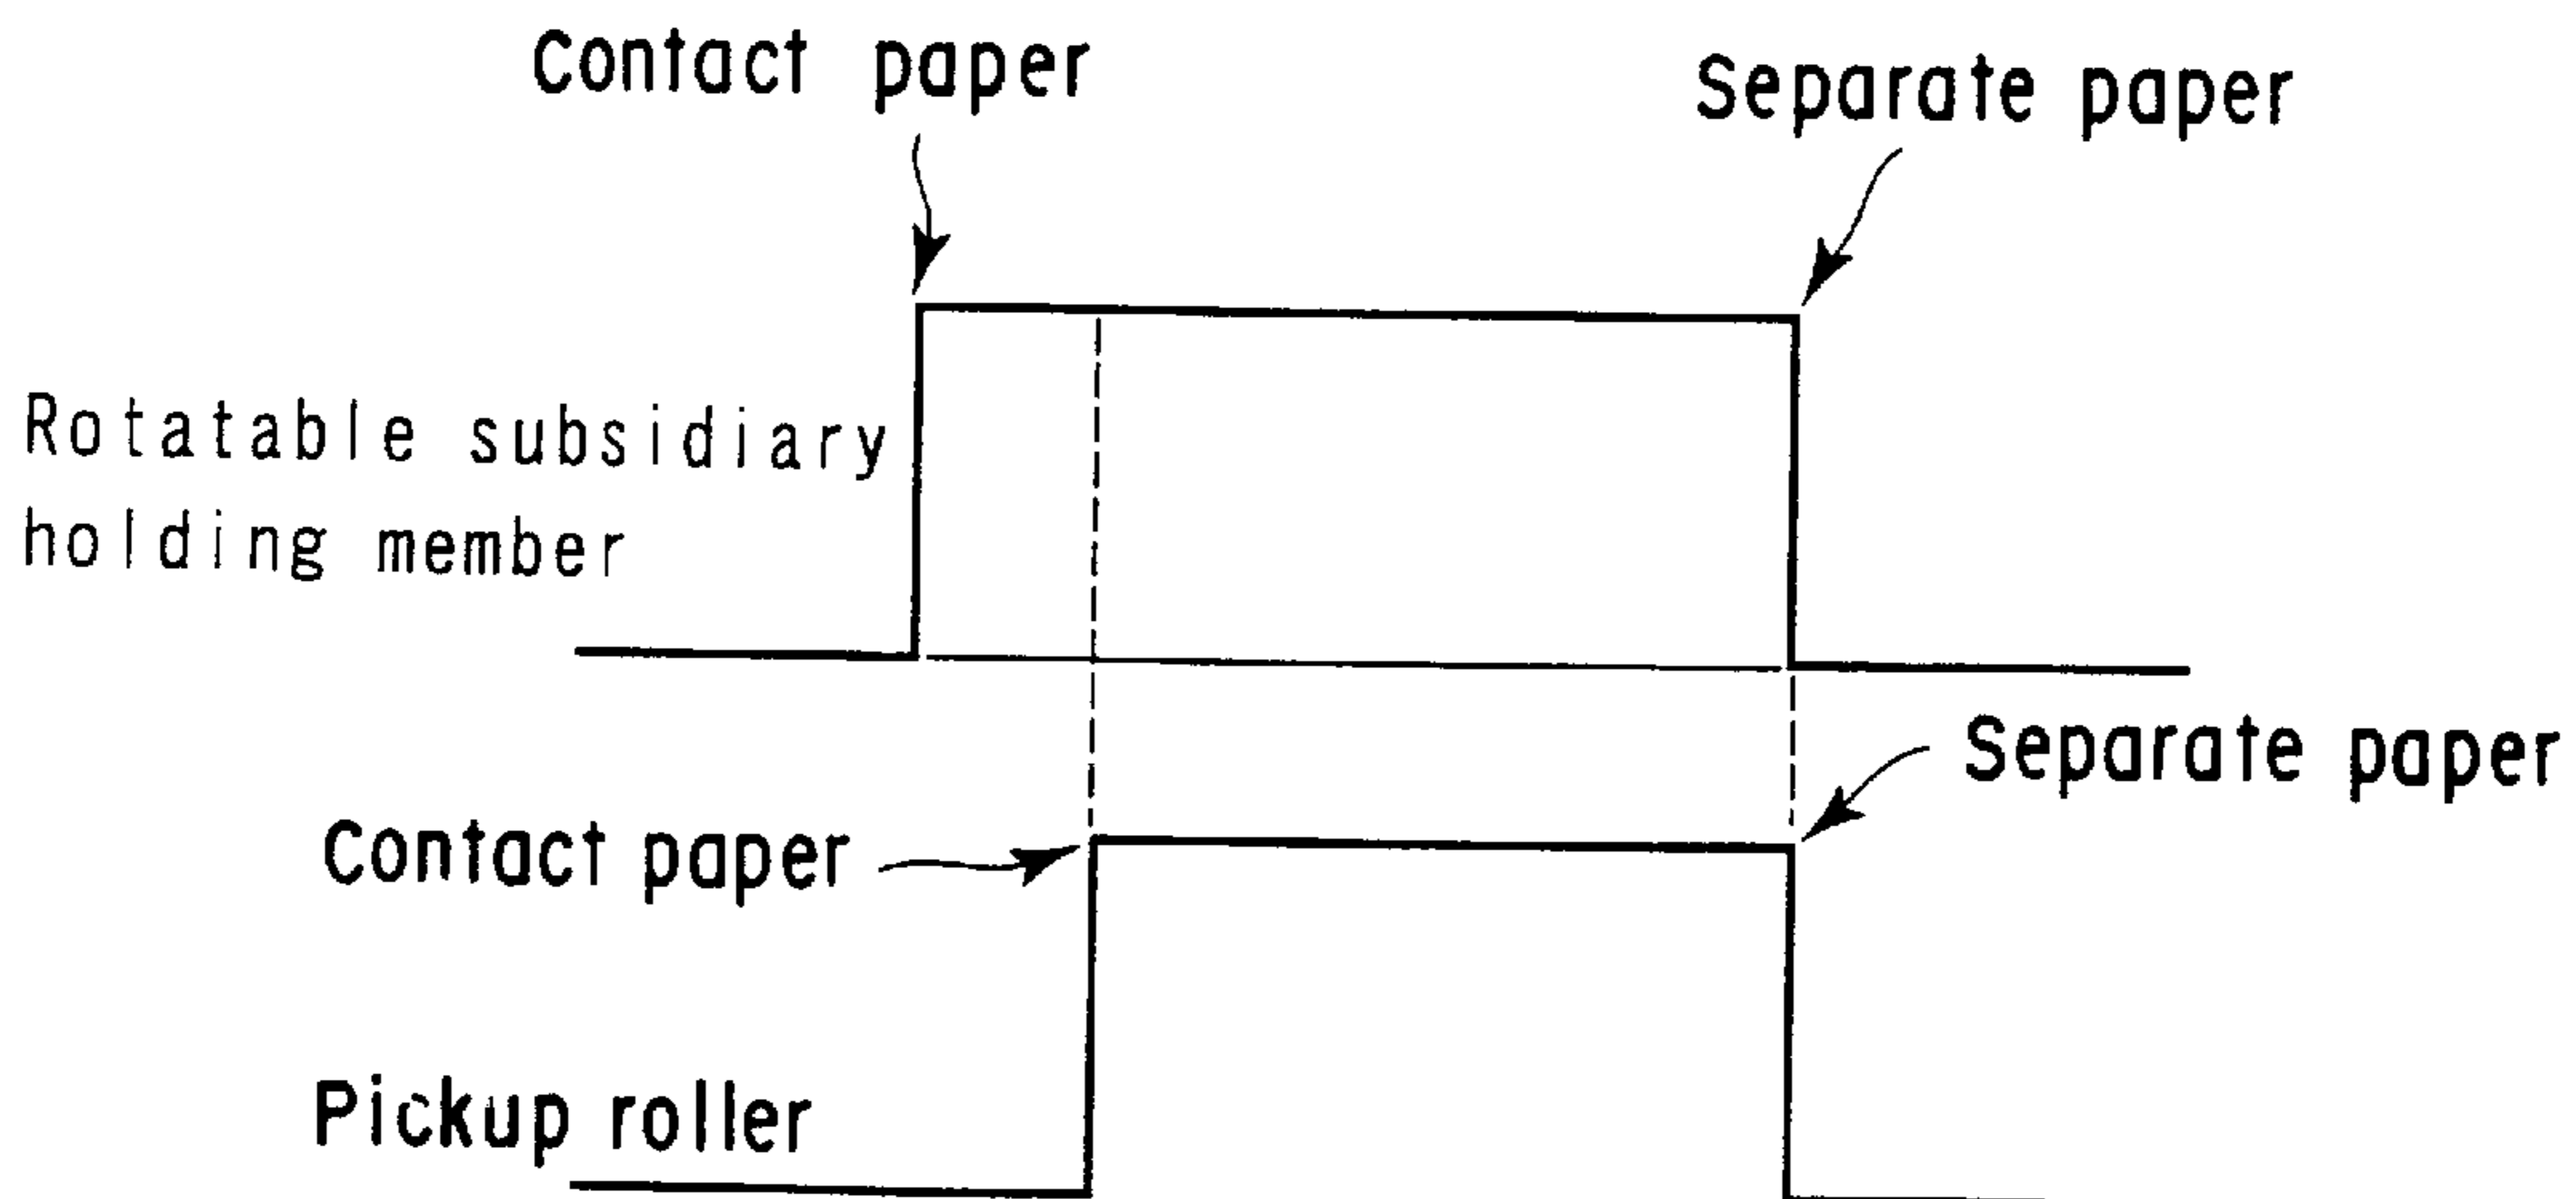 Contact paper
Separate paper
Rotatable subsidiary
holding member
Separate paper
Contact paper
Pickup roller